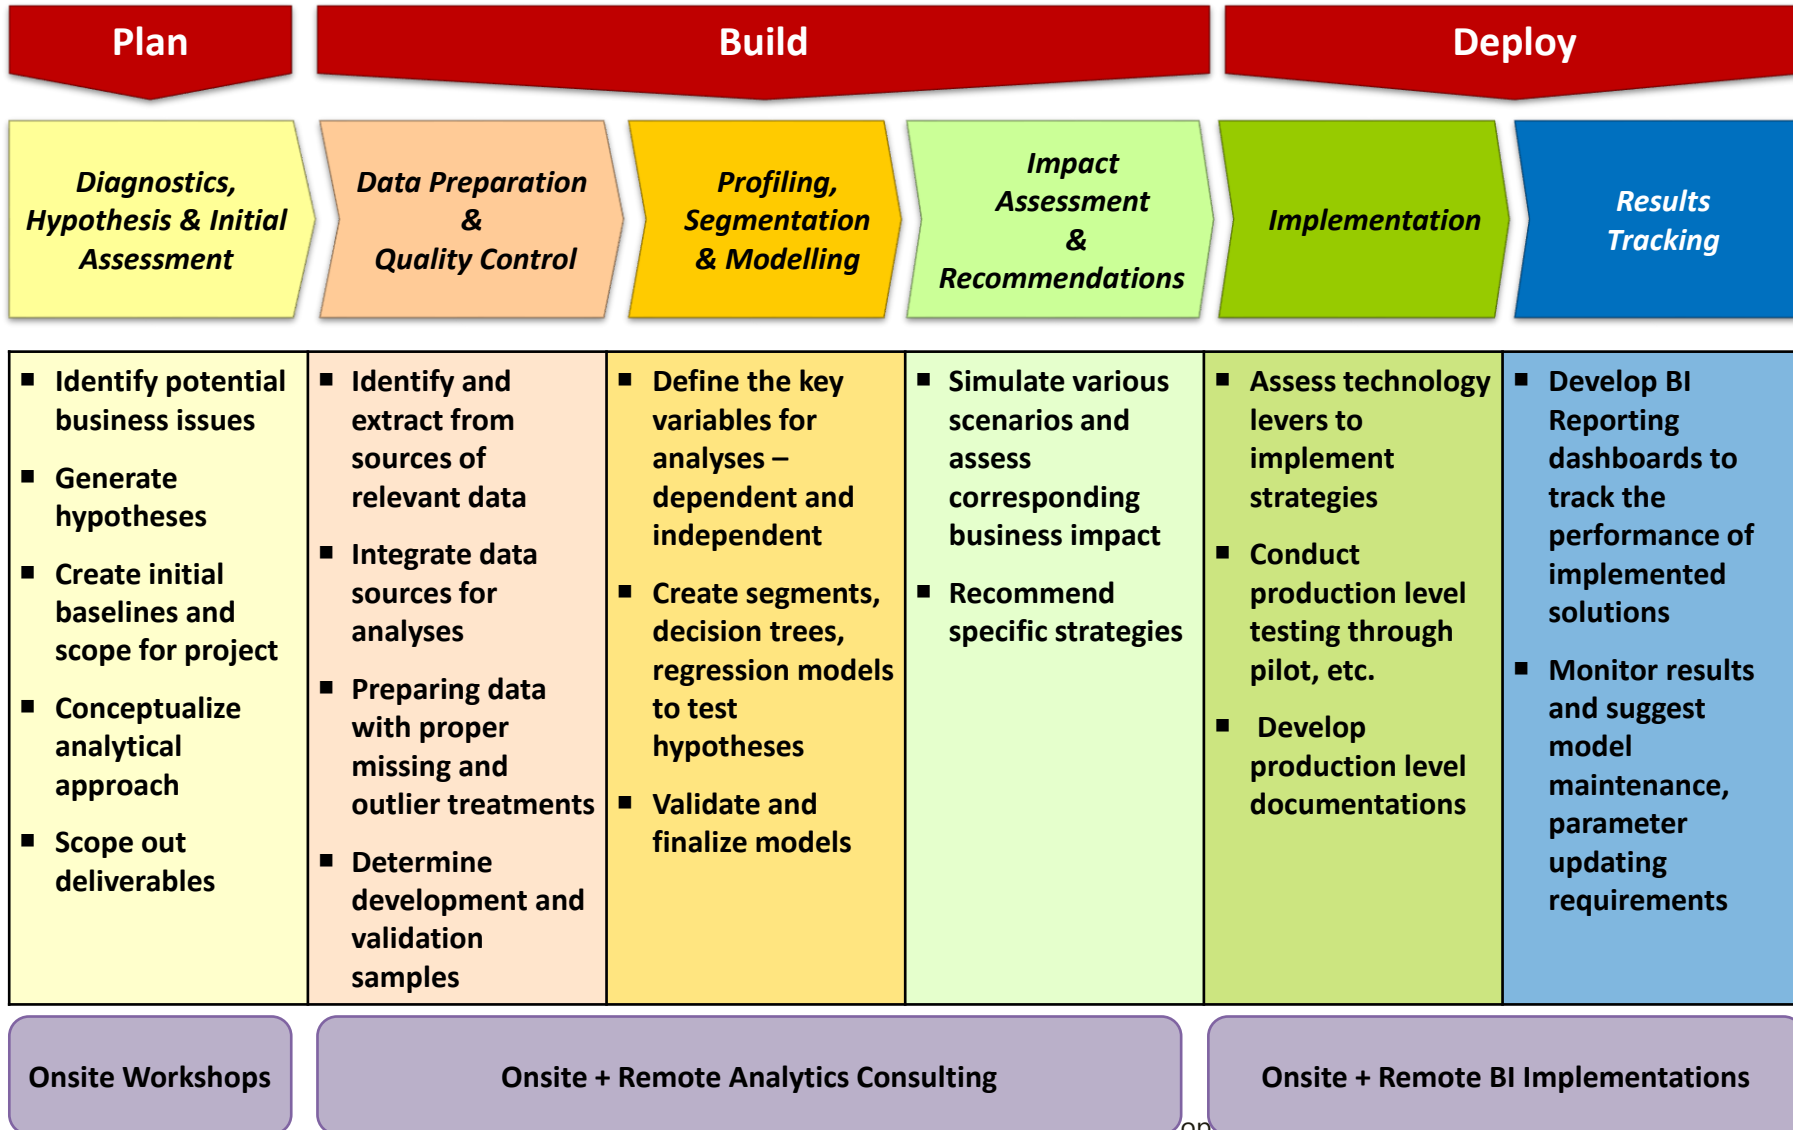 Plan
Build
Deploy
Diagnostics,
Hypothesis & Initial
Assessment
Data Preparation
&
Quality Control
Profiling,
Segmentation
& Modelling
Impact
Assessment
&
Recommendations
Implementation
Results
Tracking
■ Identify potential
business issues
■ Generate
hypotheses
■ Create initial
baselines and
scope for project
■ Conceptualize
analytical
approach
■ Scope out
deliverables
■ Identify and
extract from
sources of
relevant data
■ Integrate data
sources for
analyses
■ Preparing data
with proper
missing and
outlier treatments
■ Determine
development and
validation
samples
■ Define the key
variables for
analyses –
dependent and
independent
■ Create segments,
decision trees,
regression models
to test
hypotheses
■ Validate and
finalize models
■ Simulate various
scenarios and
assess
corresponding
business impact
■ Recommend
specific strategies
■ Assess technology
levers to
implement
strategies
■ Conduct
production level
testing through
pilot, etc.
■ Develop
production level
documentations
■ Develop BI
Reporting
dashboards to
track the
performance of
implemented
solutions
■ Monitor results
and suggest
model
maintenance,
parameter
updating
requirements
Onsite Workshops
Onsite + Remote Analytics Consulting
Onsite + Remote BI Implementations